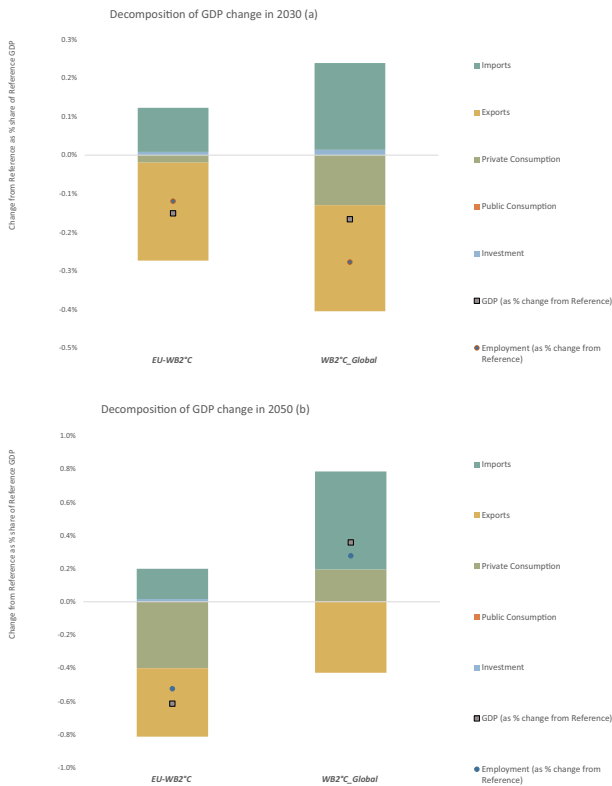 Decomposition of GDP change in 2030 (a)
Change from Reference as % share of Reference GDP
0.3%
0.2%
0.1%
0.0%
-0.1%
-0.2%
-0.3%
-0.4%
-0.5%
EU-WB2°C
WB2°C_Global
Imports
Exports
Private Consumption
Public Consumption
Investment
GDP (as % change from Reference)
Employment (as % change from
Reference)
Decomposition of GDP change in 2050 (b)
Change from Reference as % share of Reference GDP
1.0%
0.8%
0.6%
0.4%
0.2%
0.0%
-0.2%
-0.4%
-0.6%
-0.8%
-1.0%
EU-WB2°C
WB2°C_Global
Imports
Exports
Private Consumption
Public Consumption
Investment
GDP (as % change from Reference)
Employment (as % change from
Reference)